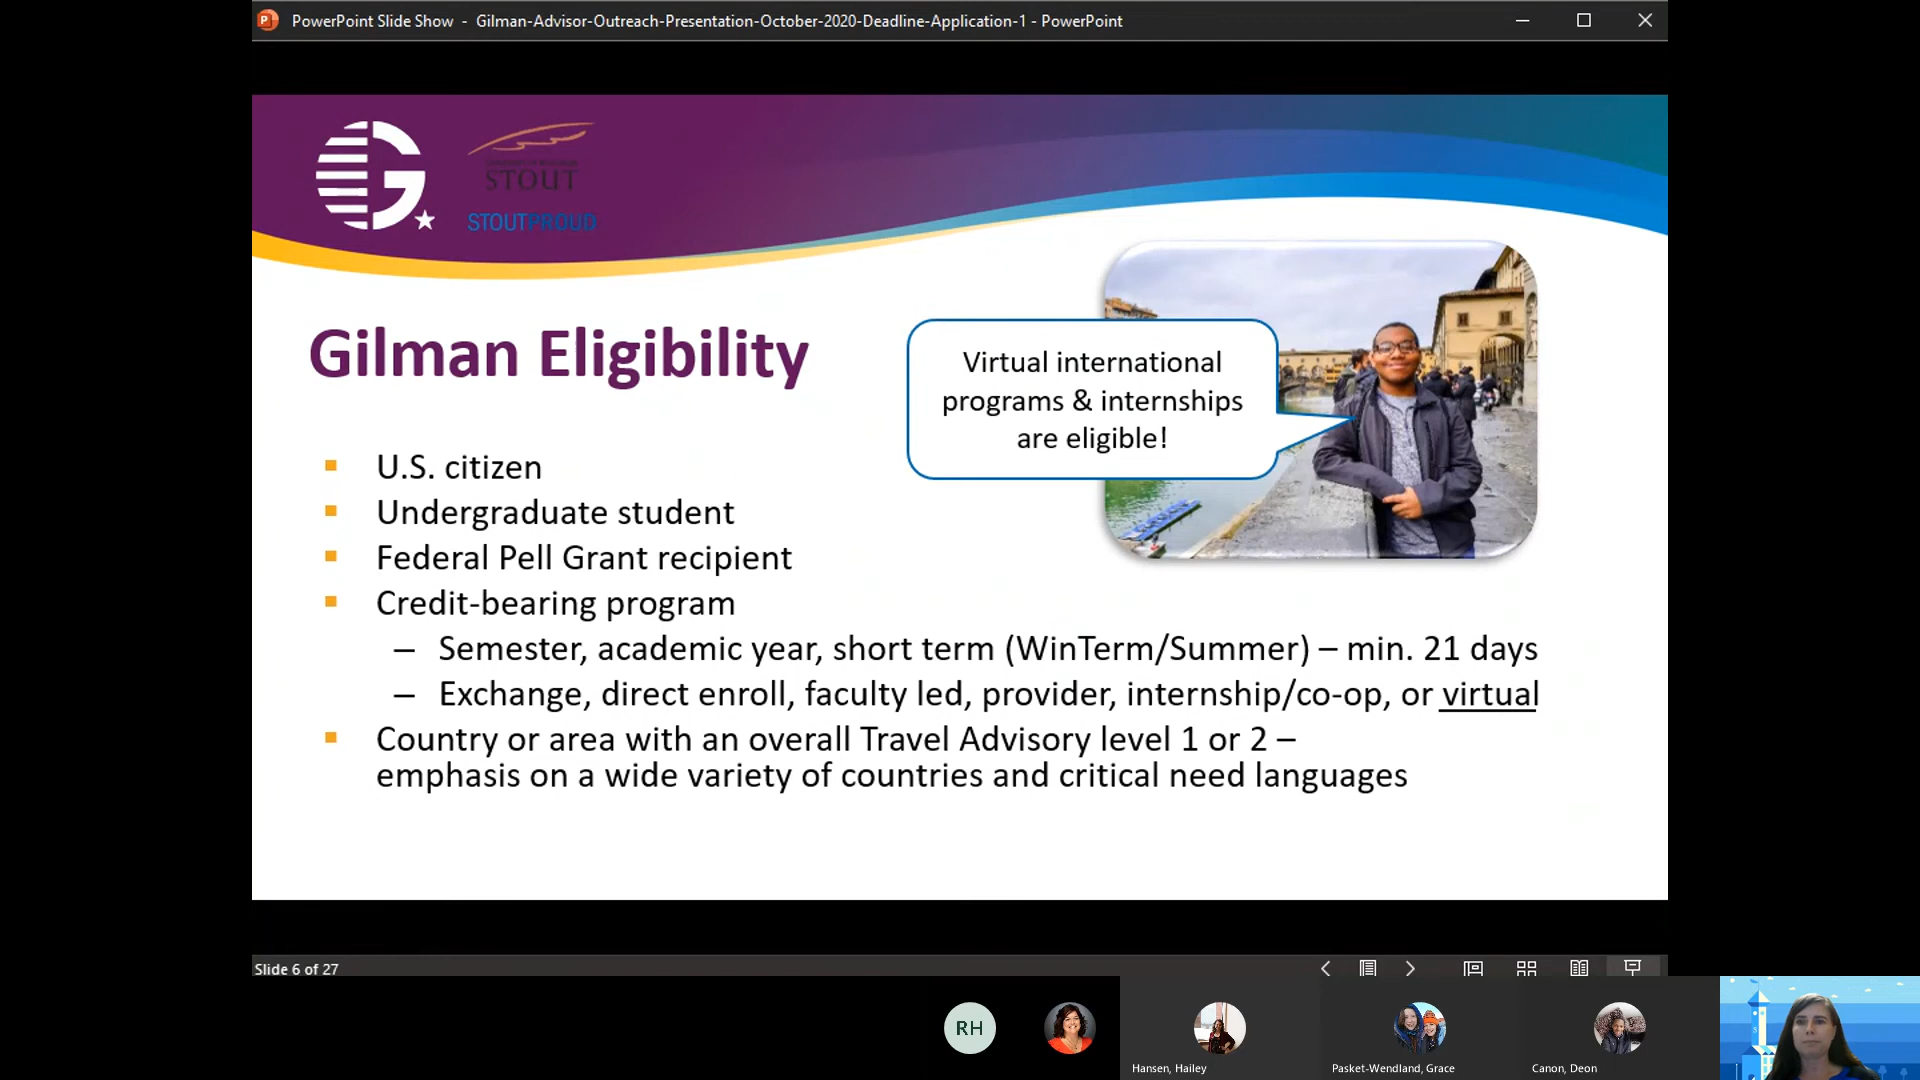 PowerPoint Slide Show - Gilman-Advisor-Outreach-Presentation-October-2020-Deadline-Application-1 - PowerPoint
G
STOUT
STOUTPROUD
Gilman Eligibility
Virtual international
programs & internships
are eligible!
U.S. citizen
Undergraduate student
Federal Pell Grant recipient
Credit-bearing program
– Semester, academic year, short term (WinTerm/Summer) – min. 21 days
– Exchange, direct enroll, faculty led, provider, internship/co-op, or virtual
Country or area with an overall Travel Advisory level 1 or 2 –
emphasis on a wide variety of countries and critical need languages
Slide 6 of 27
RH
Hansen, Hailey
Pasket-Wendland, Grace
Canon, Deon